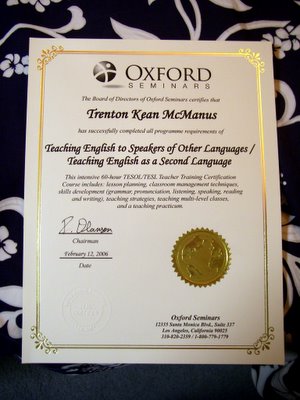 OXFORD
SEMINARS
The Board of Directors of Oxford Seminars certifies that
Trenton Kean McManus
has successfully completed all programme requirements of
Teaching English to Speakers of Other Languages /
Teaching English as a Second Language
This intensive 60-hour TESOL/TESL Teacher Training Certification
Course includes: lesson planning, classroom management techniques,
skills development (grammar, pronunciation, listening, speaking, reading
and writing), teaching strategies, teaching multi-level classes,
and a teaching practicum.
Chairman
February 12, 2006
Date
Oxford Seminars
12335 Santa Monica Blvd., Suite 337
Los Angeles, California 90025
310-820-2359 / 1-800-779-1779